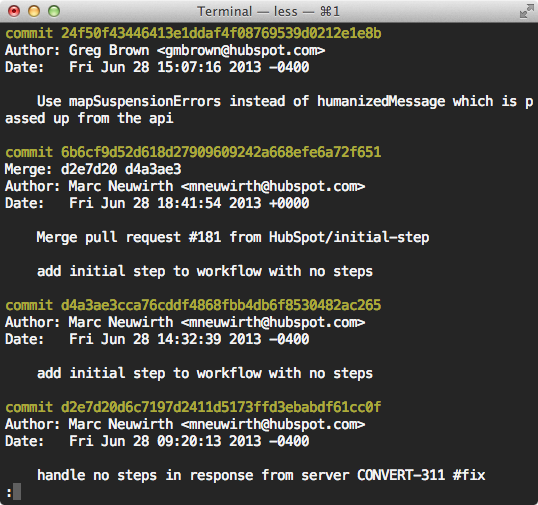 Terminal — less — ⌘1
commit 24f50f43446413e1ddaf4f08769539d0212e1e8b
Author: Greg Brown <gmbrown@hubspot.com>
Date:   Fri Jun 28 15:07:16 2013 -0400
    Use mapSuspensionErrors instead of humanizedMessage which is p
assed up from the api
commit 6b6cf9d52d618d27909609242a668efe6a72f651
Merge: d2e7d20 d4a3ae3
Author: Marc Neuwirth <mneuwirth@hubspot.com>
Date:   Fri Jun 28 18:41:54 2013 +0000
    Merge pull request #181 from HubSpot/initial-step
    add initial step to workflow with no steps
commit d4a3ae3cca76cddf4868fbb4db6f8530482ac265
Author: Marc Neuwirth <mneuwirth@hubspot.com>
Date:   Fri Jun 28 14:32:39 2013 -0400
    add initial step to workflow with no steps
commit d2e7d20d6c7197d2411d5173ffd3ebabdf61cc0f
Author: Marc Neuwirth <mneuwirth@hubspot.com>
Date:   Fri Jun 28 09:20:13 2013 -0400
    handle no steps in response from server CONVERT-311 #fix
: